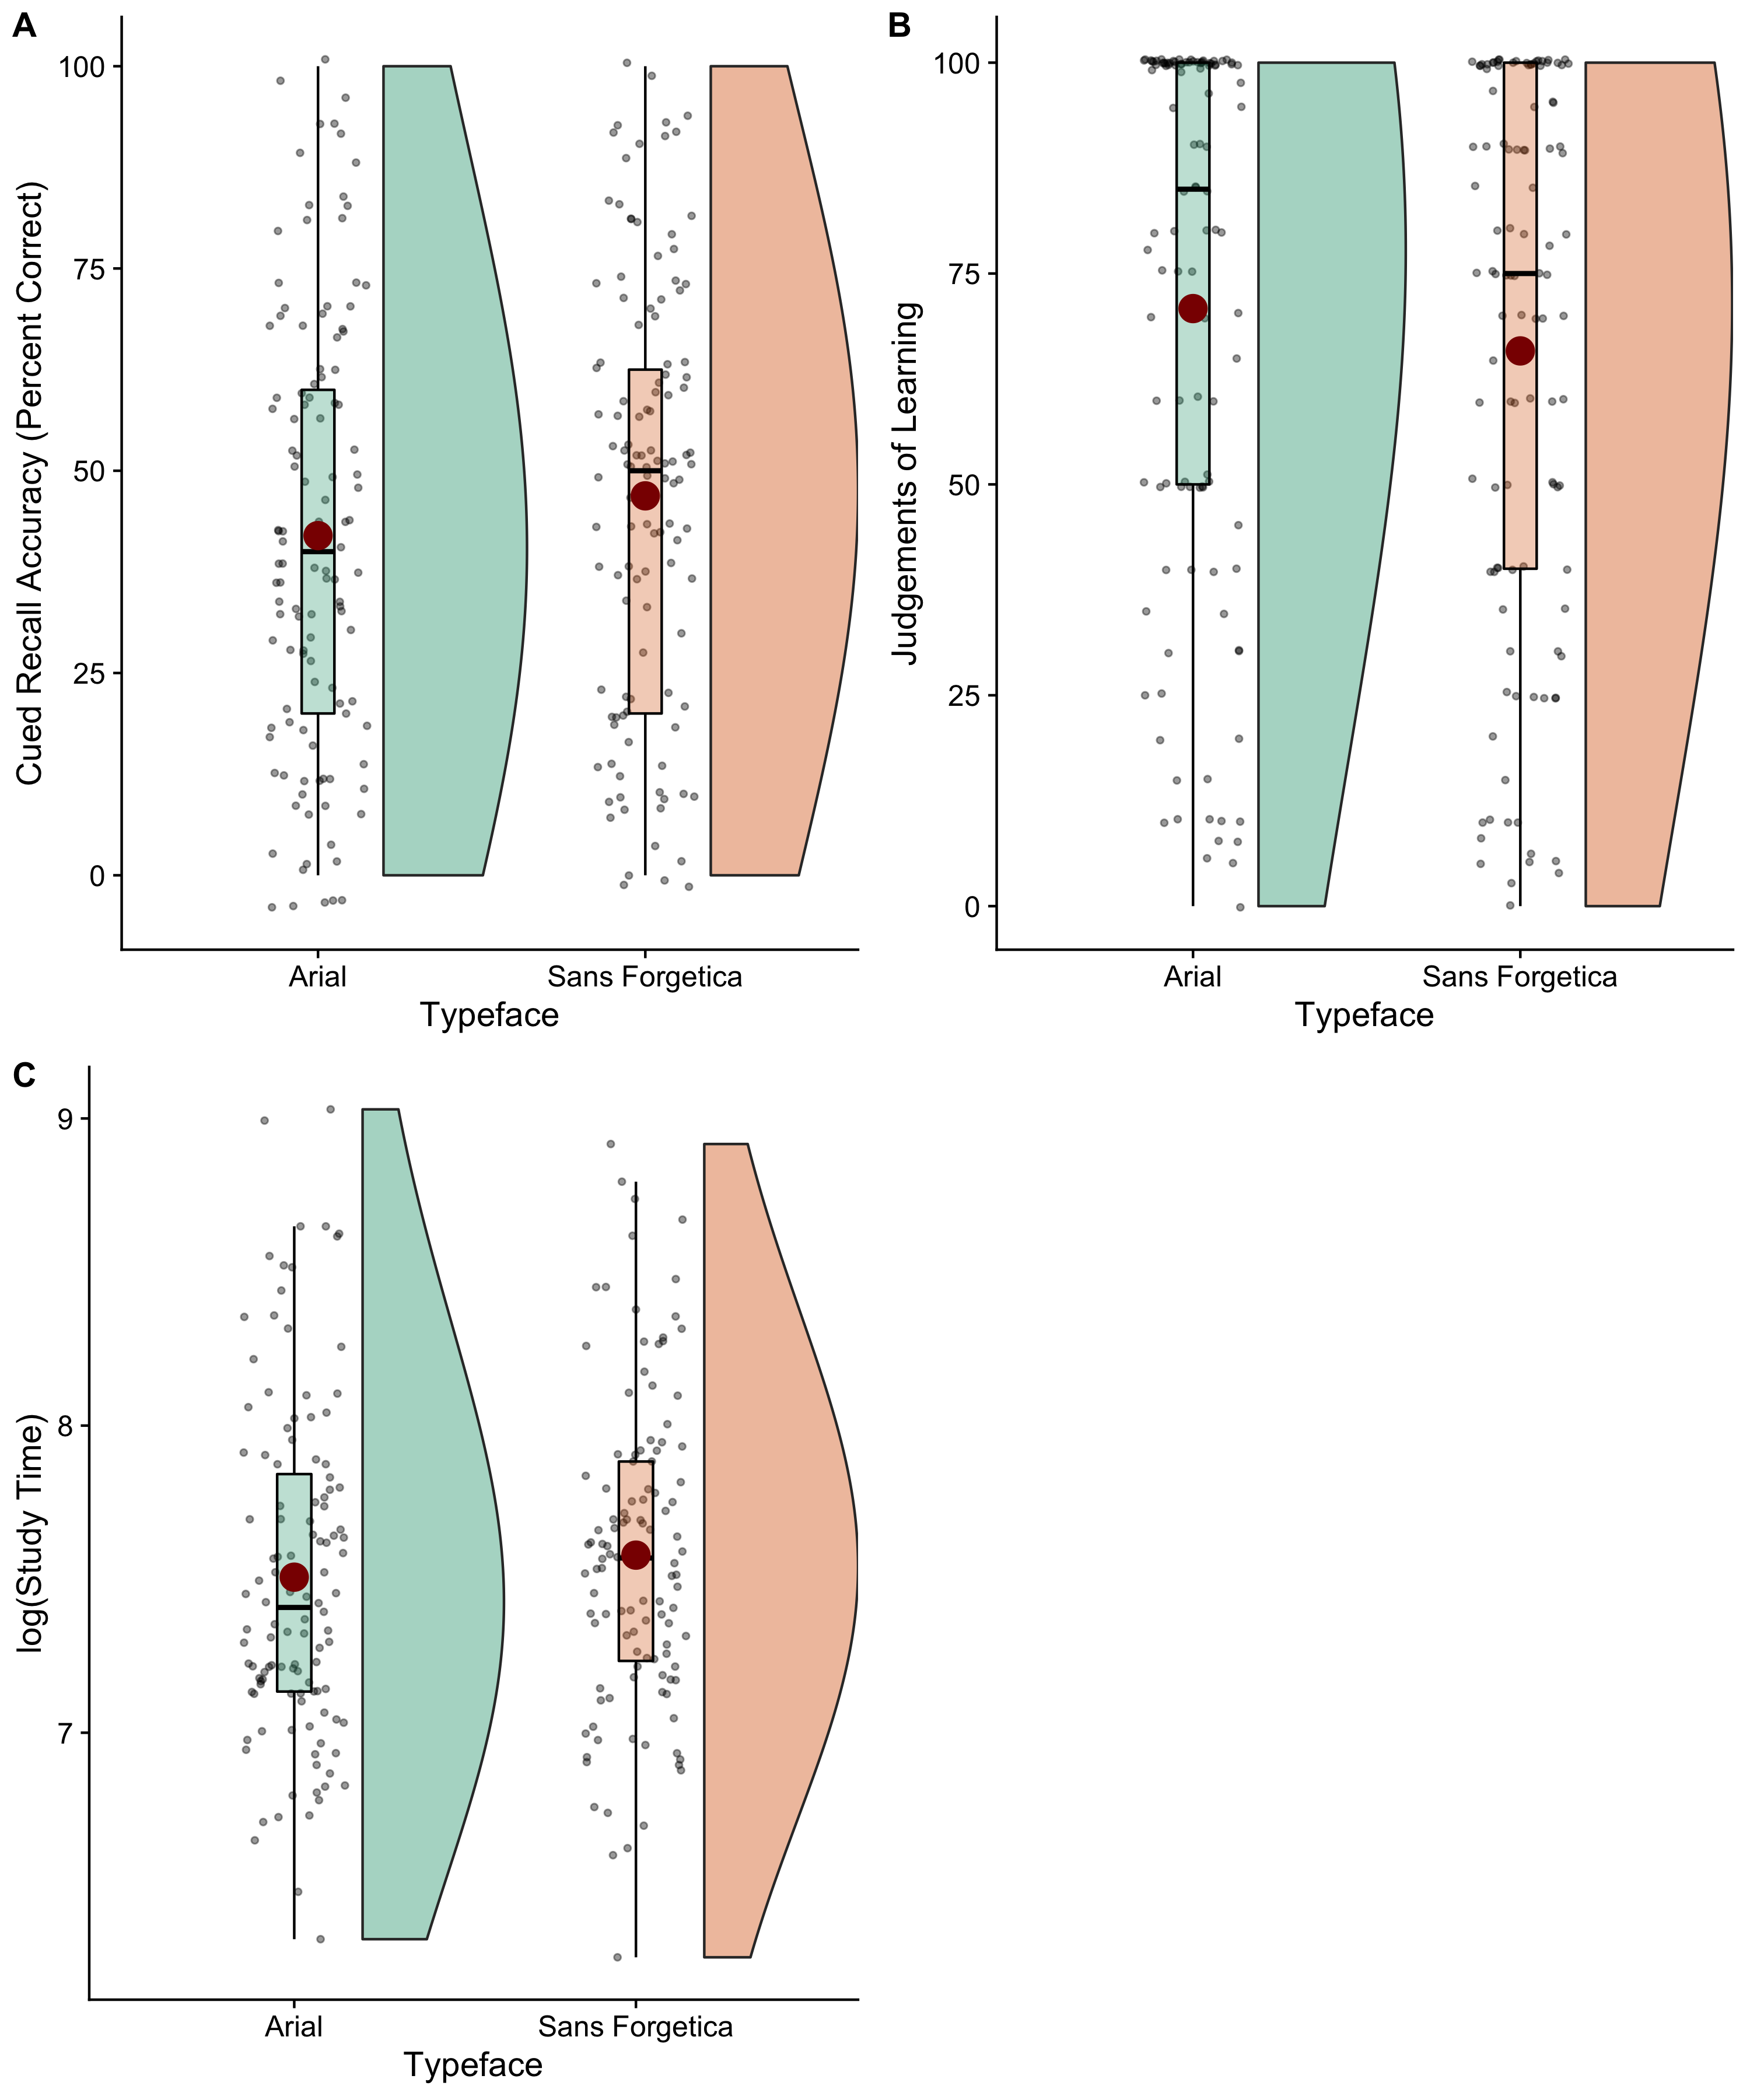 A
Cued Recall Accuracy (Percent Correct)
100
75
50
25
0
Arial
Sans Forgetica
Typeface
B
Judgements of Learning
100
75
50
25
0
Arial
Sans Forgetica
Typeface
C
log(Study Time)
9
8
7
Arial
Sans Forgetica
Typeface